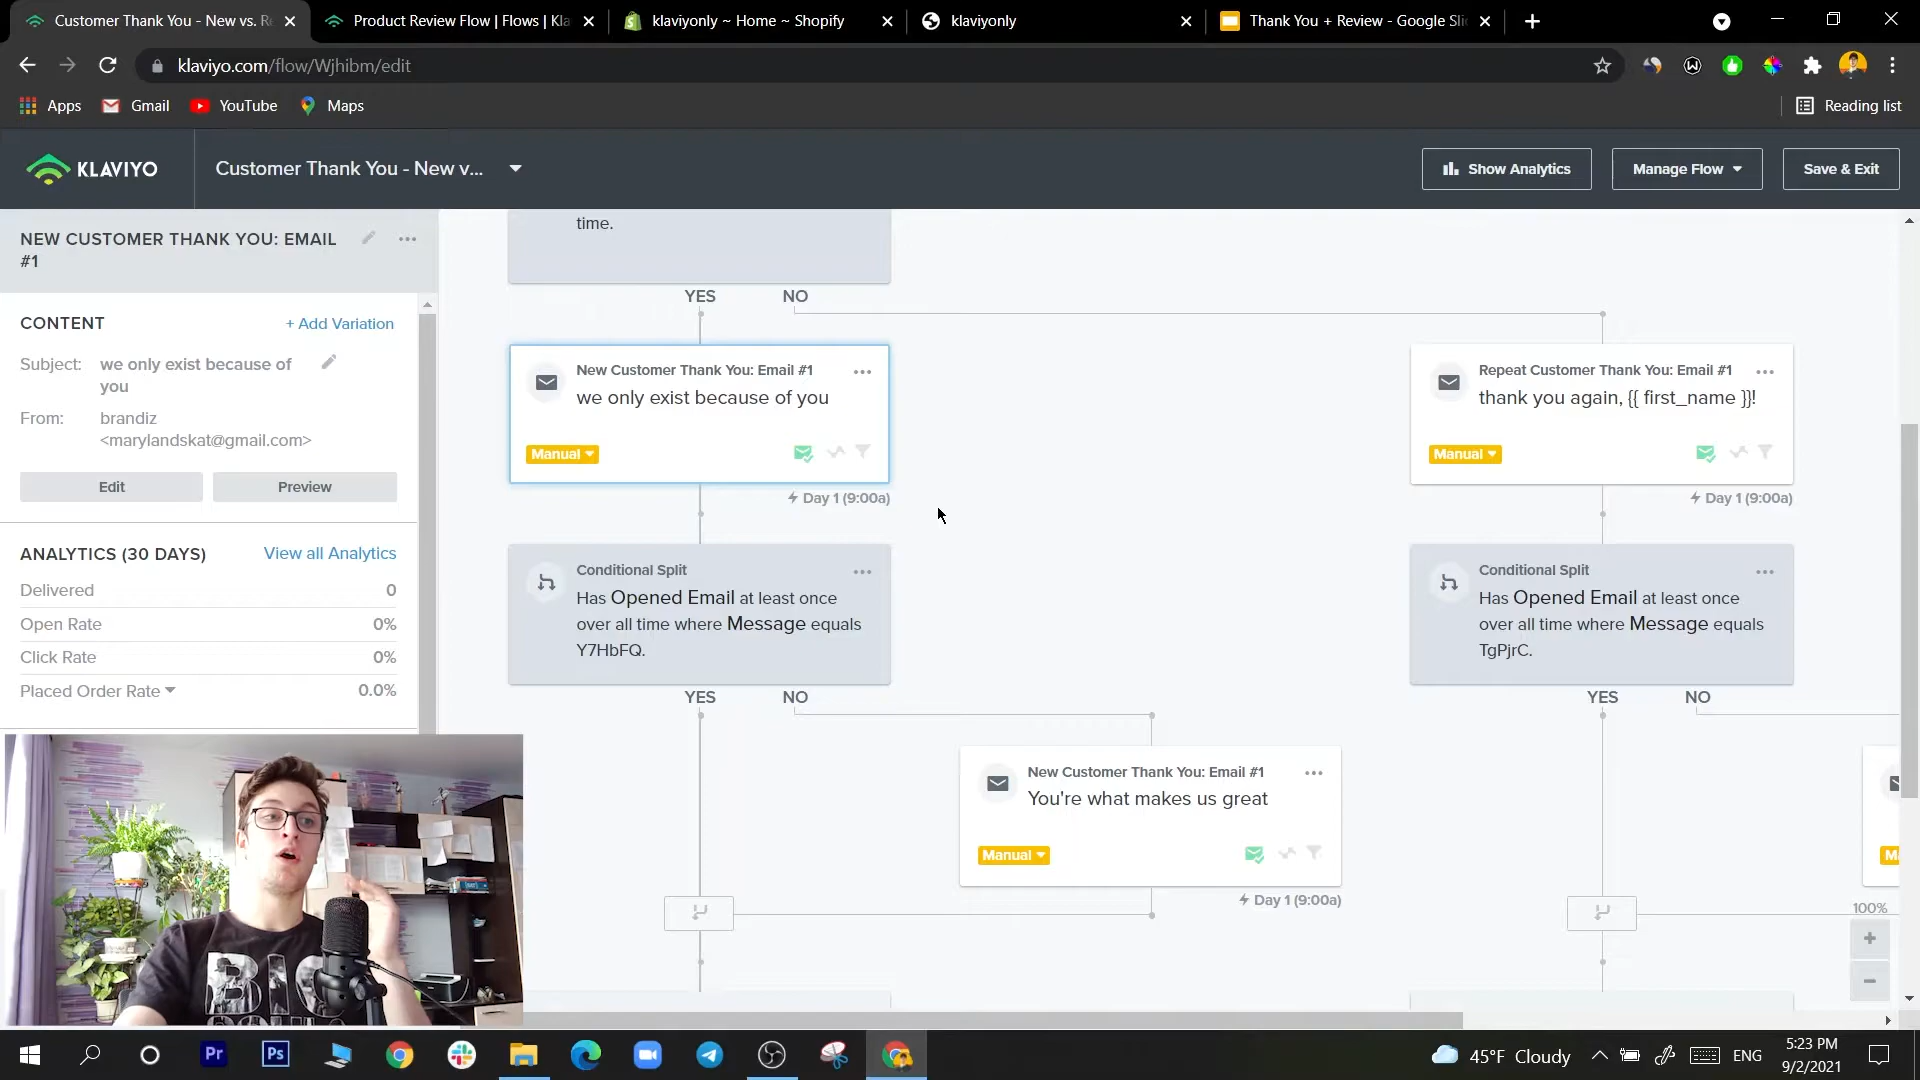 Customer Thank You - New vs. Re
Product Review Flow | Flows | Kla
klaviyonly ~ Home ~ Shopify
klaviyonly
Thank You + Review - Google Slid
klaviyo.com/flow/Wjhibm/edit
Apps
Gmail
YouTube
Maps
Reading list
KLAVIYO
Customer Thank You - New v...
Show Analytics
Manage Flow
Save & Exit
NEW CUSTOMER THANK YOU: EMAIL
#1
CONTENT
+ Add Variation
Subject: we only exist because of
you
From: brandiz
<marylandskat@gmail.com>
Edit
Preview
ANALYTICS (30 DAYS)
View all Analytics
Delivered 0
Open Rate 0%
Click Rate 0%
Placed Order Rate 0.0%
time.
YES NO
New Customer Thank You: Email #1
we only exist because of you
Manual
Day 1 (9:00a)
Repeat Customer Thank You: Email #1
thank you again, {{ first_name }}!
Manual
Day 1 (9:00a)
Conditional Split
Has Opened Email at least once
over all time where Message equals
Y7HbFQ.
YES NO
Conditional Split
Has Opened Email at least once
over all time where Message equals
TgPjrC.
YES NO
New Customer Thank You: Email #1
You're what makes us great
Manual
Day 1 (9:00a)
100%
BIG
Pr
Ps
45°F Cloudy
ENG
5:23 PM
9/2/2021